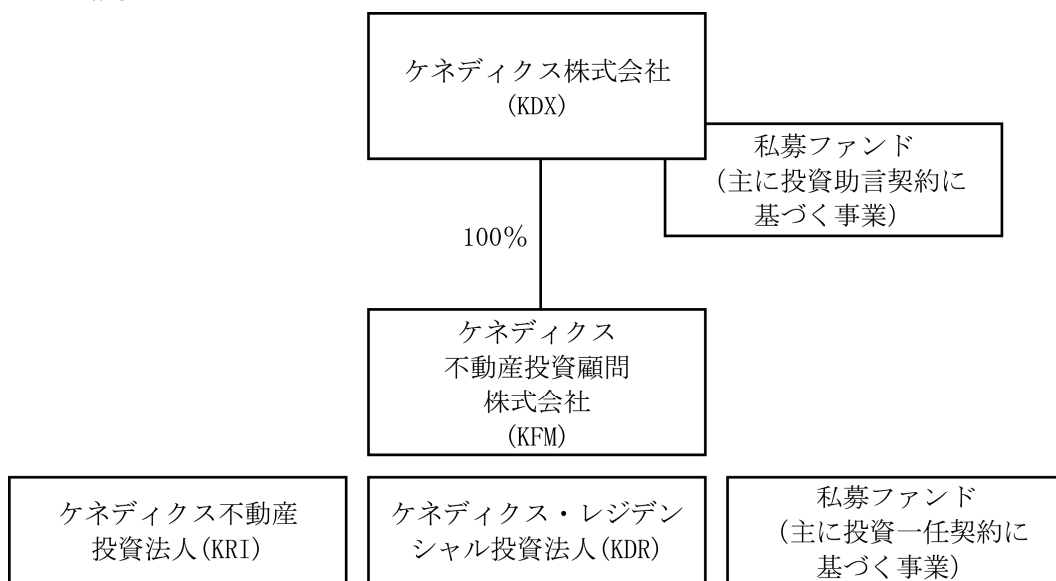 ケネディクス株式会社
(KDX)
私募ファンド
(主に投資助言契約に
基づく事業)
100%
ケネディクス
不動産投資顧問
株式会社
(KFM)
ケネディクス不動産
投資法人(KRI)
ケネディクス・レジデン
シャル投資法人(KDR)
私募ファンド
(主に投資一任契約に
基づく事業)